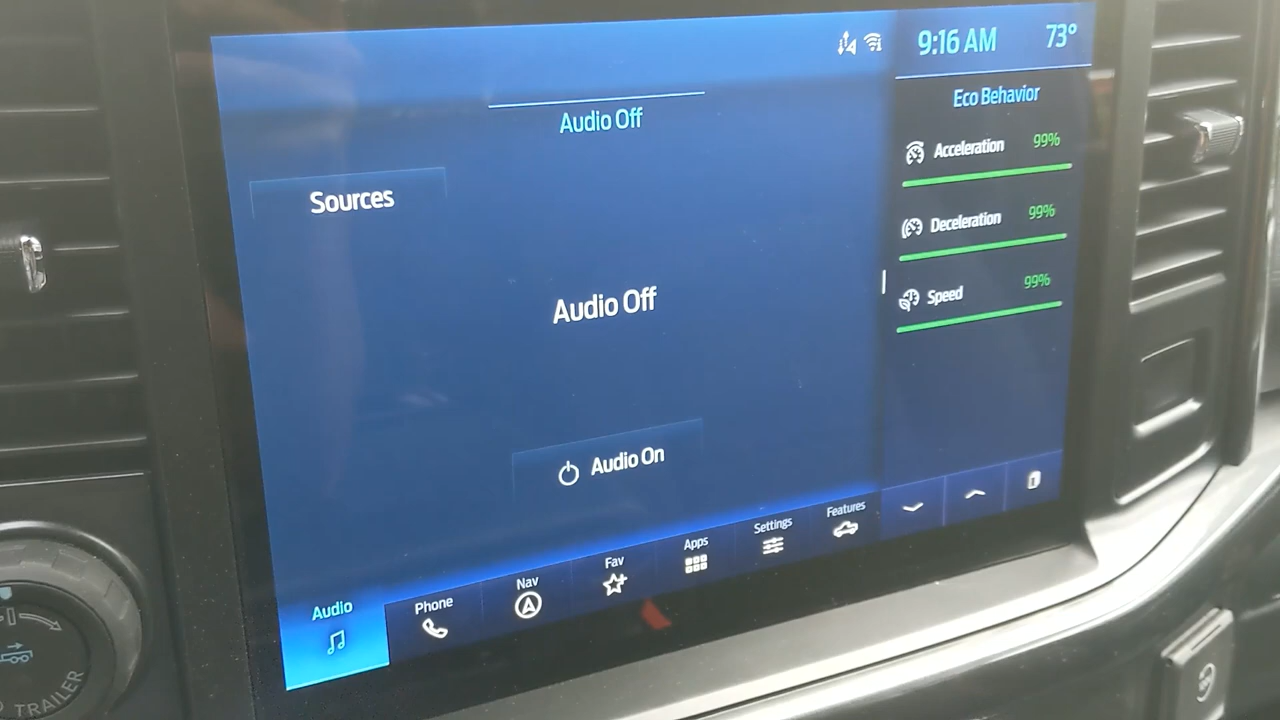 9:16 AM 73°
Eco Behavior
Audio Off
Acceleration 99%
Sources
Deceleration 99%
Audio Off
Speed 99%
Audio On
Audio
Phone
Nav
Fav
Apps
Settings
Features
TRAILER